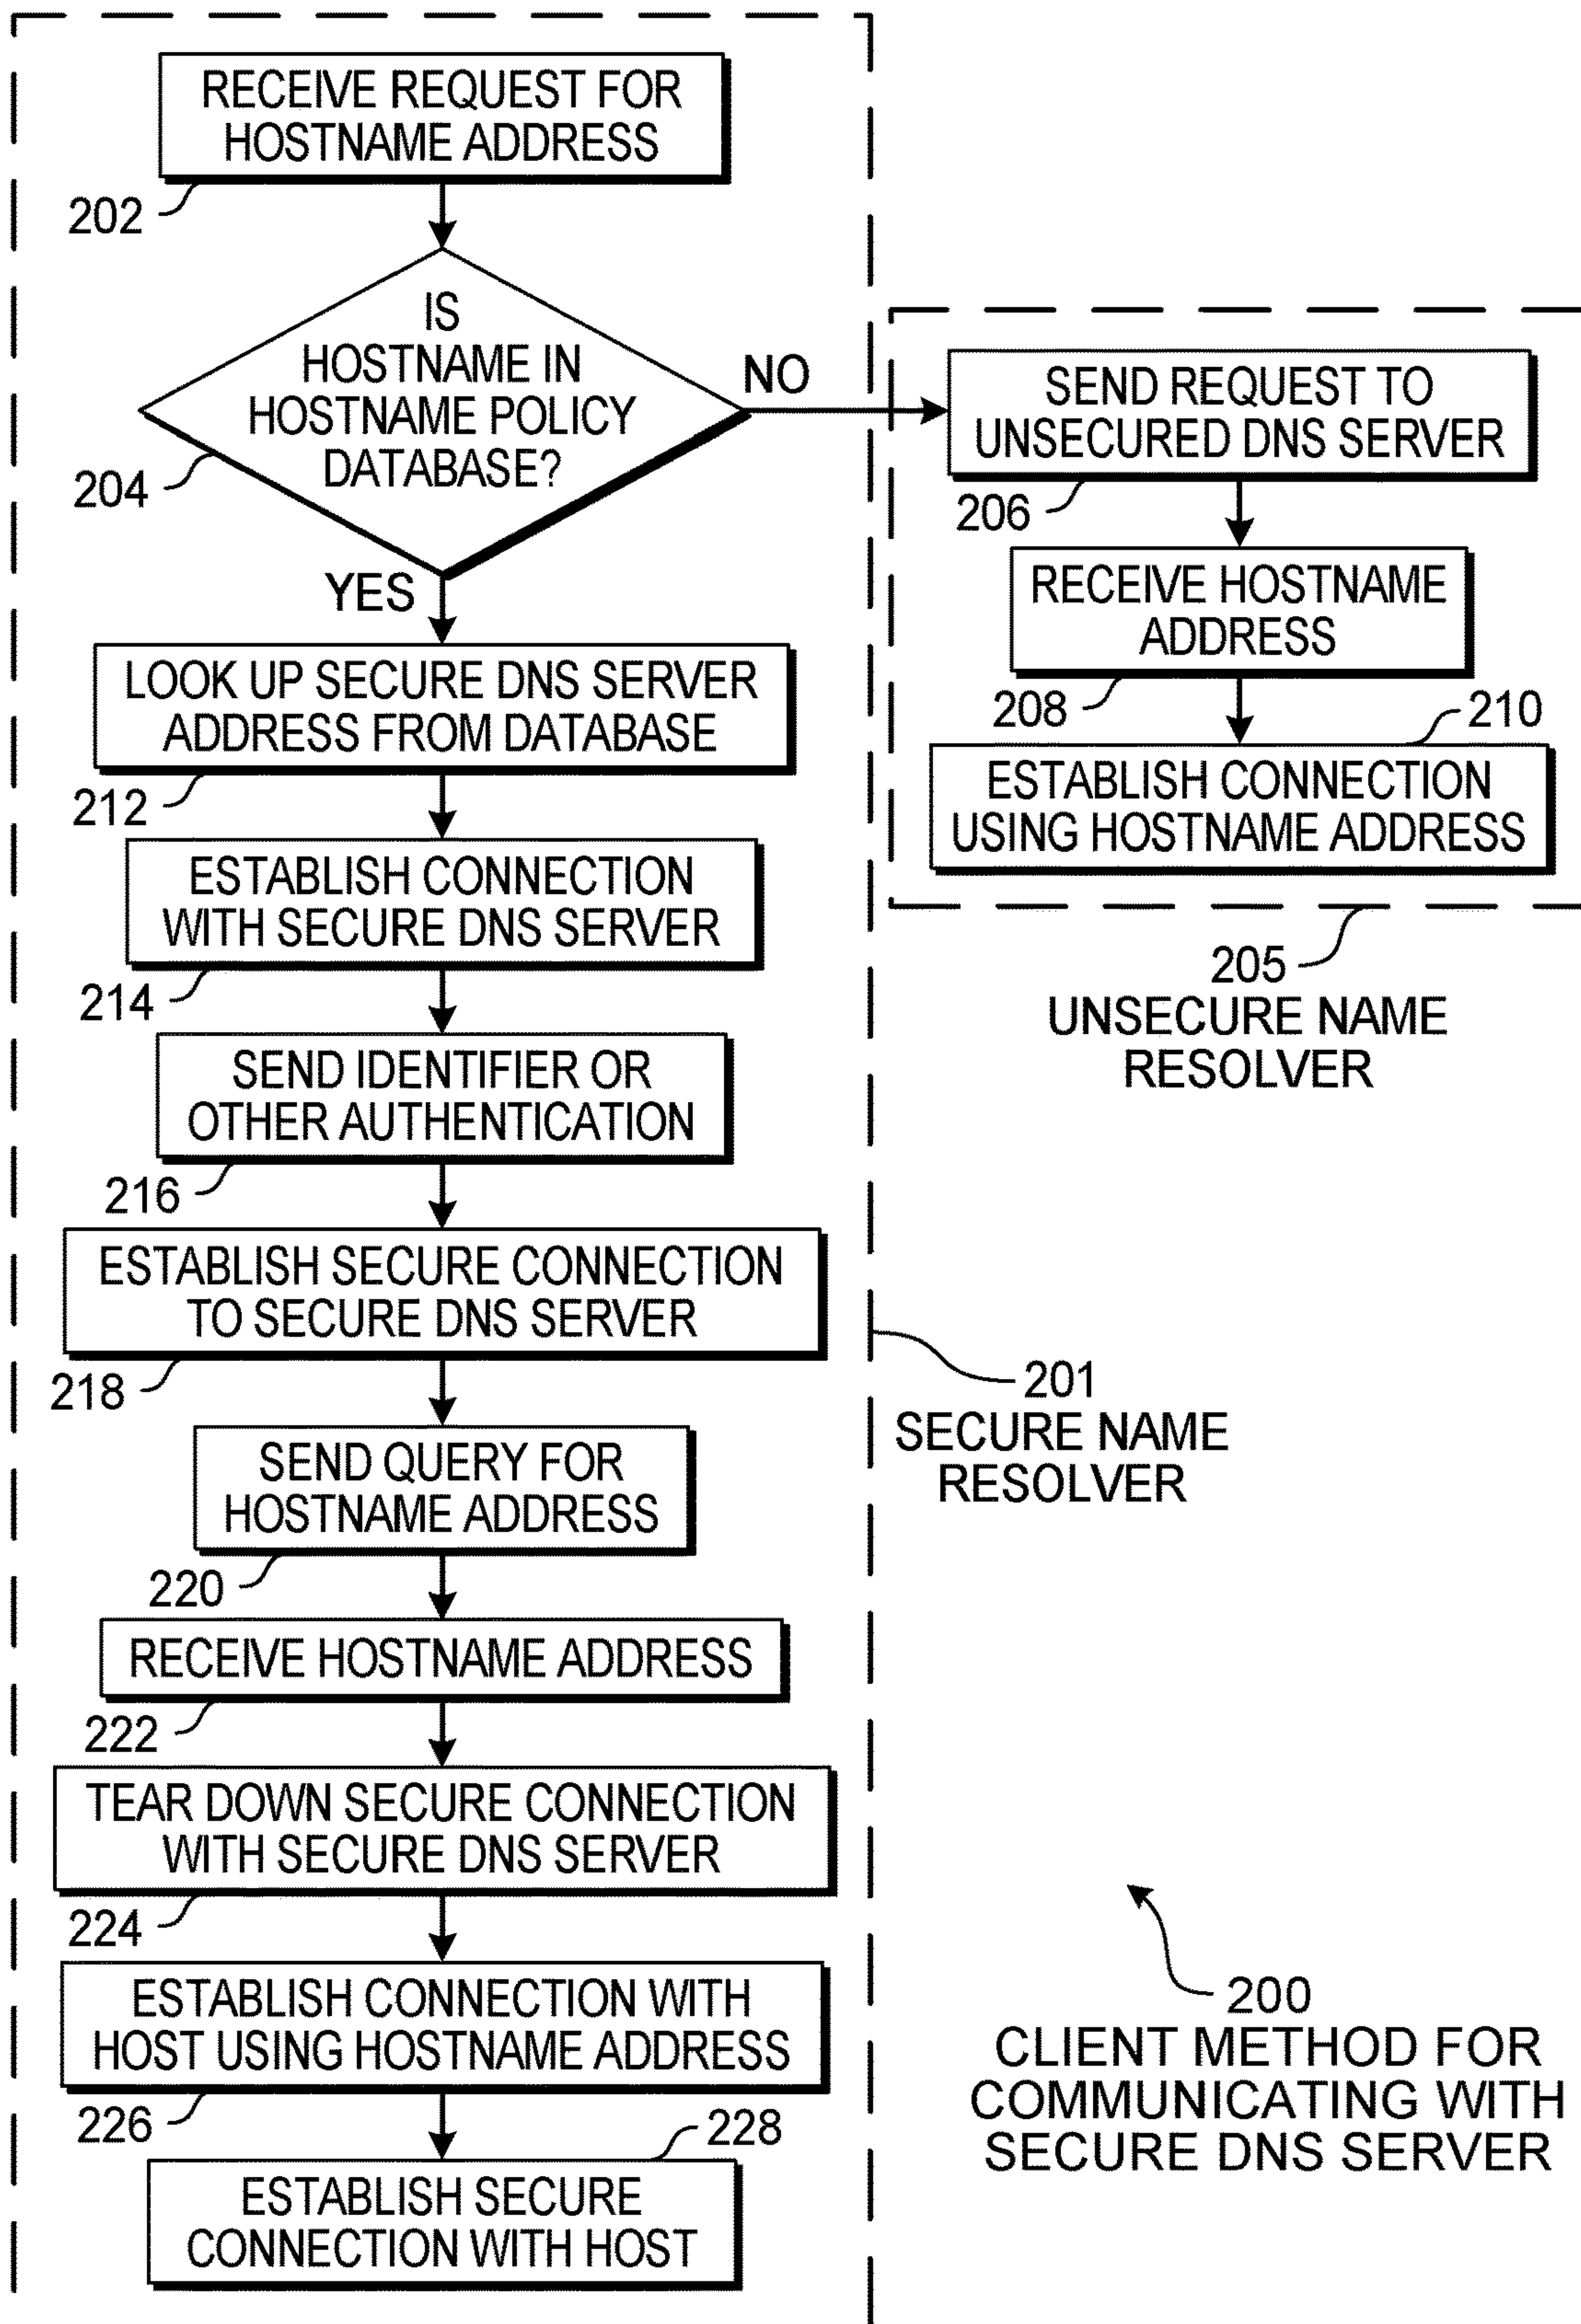 RECEIVE REQUEST FOR
HOSTNAME ADDRESS
202
IS
HOSTNAME IN
HOSTNAME POLICY
DATABASE?
204
NO
YES
SEND REQUEST TO
UNSECURED DNS SERVER
206
RECEIVE HOSTNAME
ADDRESS
208
210
ESTABLISH CONNECTION
USING HOSTNAME ADDRESS
205
UNSECURE NAME
RESOLVER
LOOK UP SECURE DNS SERVER
ADDRESS FROM DATABASE
212
ESTABLISH CONNECTION
WITH SECURE DNS SERVER
214
SEND IDENTIFIER OR
OTHER AUTHENTICATION
216
ESTABLISH SECURE CONNECTION
TO SECURE DNS SERVER
218
201
SECURE NAME
RESOLVER
SEND QUERY FOR
HOSTNAME ADDRESS
220
RECEIVE HOSTNAME ADDRESS
222
TEAR DOWN SECURE CONNECTION
WITH SECURE DNS SERVER
224
ESTABLISH CONNECTION WITH
HOST USING HOSTNAME ADDRESS
226
228
ESTABLISH SECURE
CONNECTION WITH HOST
200
CLIENT METHOD FOR
COMMUNICATING WITH
SECURE DNS SERVER